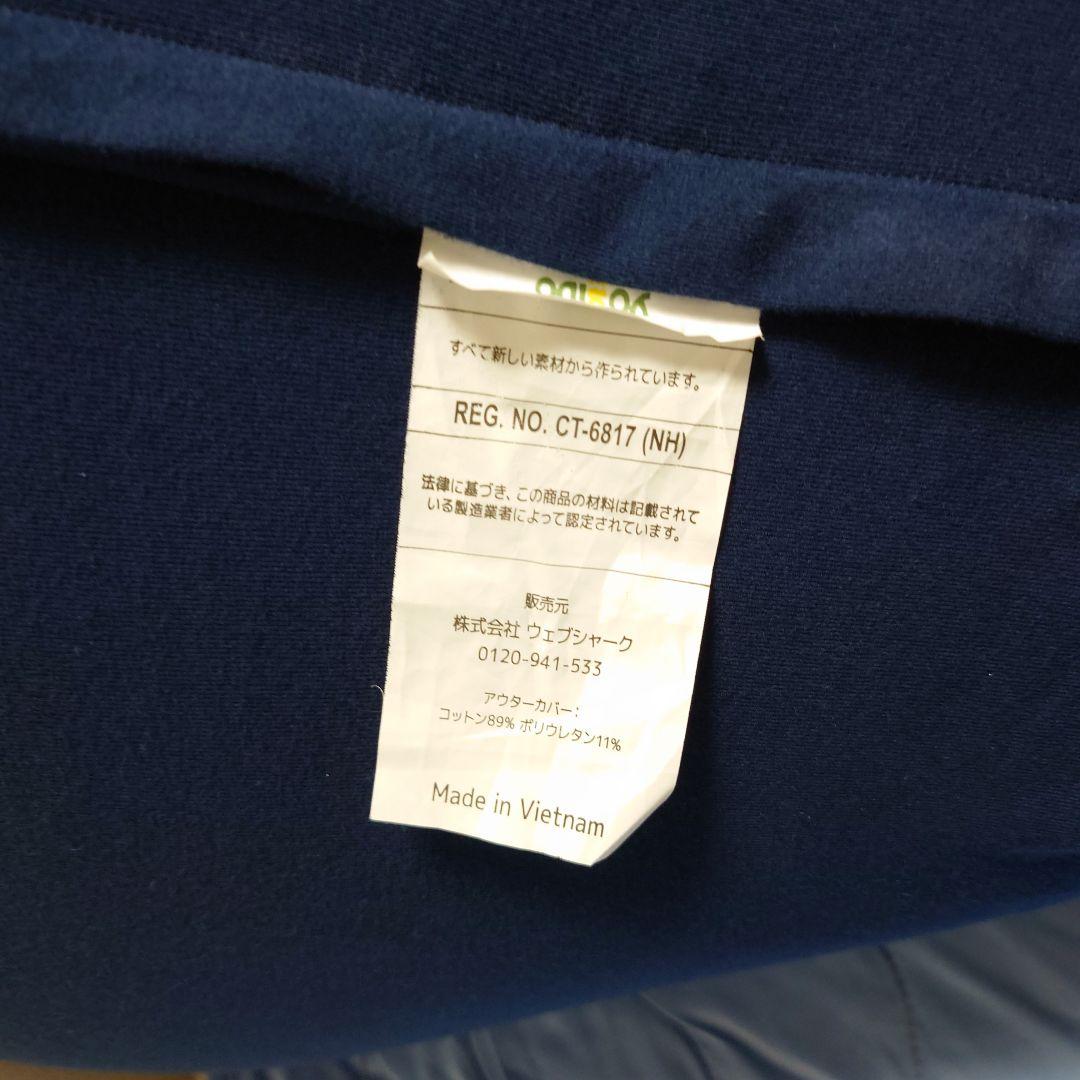 すべて新しい素材から作られています。
REG. NO. CT-6817 (NH)
法律に基づき、この商品の材料は記載されて
いる製造業者によって認定されています。
販売元
株式会社 ウェブシャーク
0120-941-533
アウターカバー:
コットン89% ポリウレタン11%
Made in Vietnam